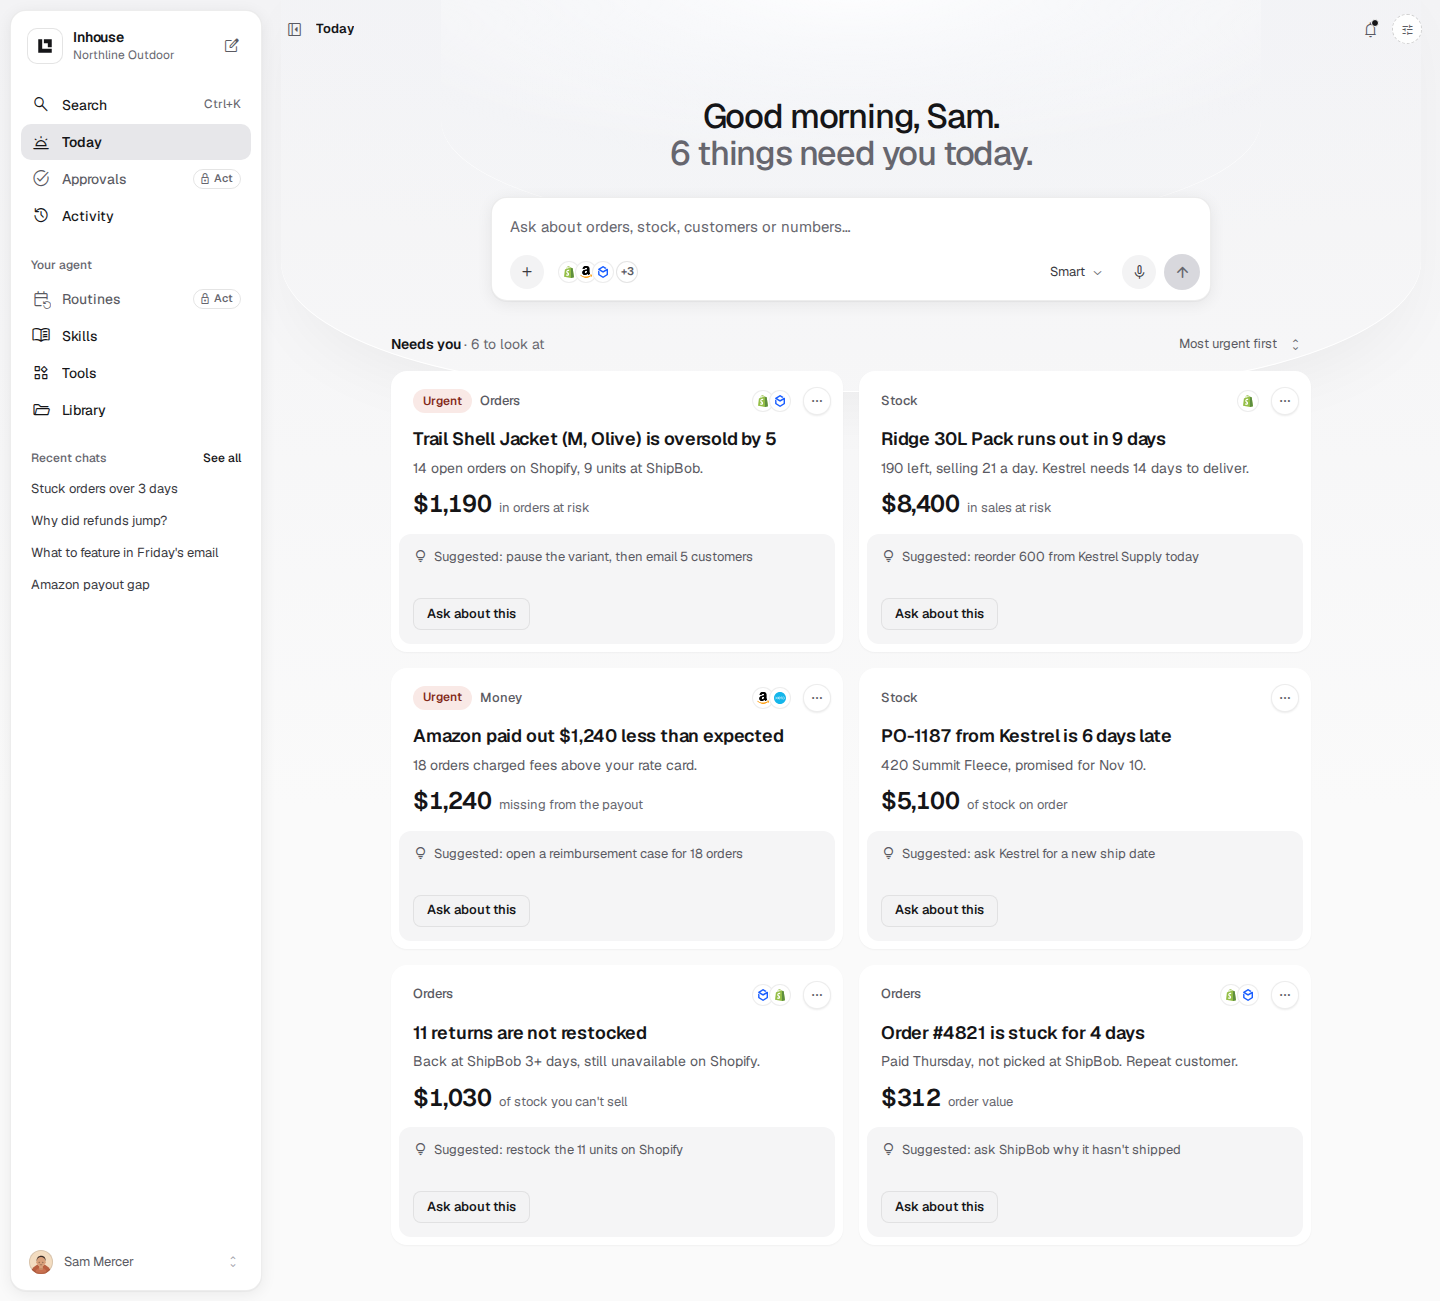 Inhouse
Northline Outdoor
Search Ctrl+K
Today
Approvals Act
Activity
Your agent
Routines Act
Skills
Tools
Library
Recent chats See all
Stuck orders over 3 days
Why did refunds jump?
What to feature in Friday's email
Amazon payout gap
Sam Mercer
Today
Good morning, Sam.
6 things need you today.
Ask about orders, stock, customers or numbers...
+3 Smart
Needs you · 6 to look at Most urgent first
Urgent Orders
Trail Shell Jacket (M, Olive) is oversold by 5
14 open orders on Shopify, 9 units at ShipBob.
$1,190 in orders at risk
Suggested: pause the variant, then email 5 customers
Ask about this
Stock
Ridge 30L Pack runs out in 9 days
190 left, selling 21 a day. Kestrel needs 14 days to deliver.
$8,400 in sales at risk
Suggested: reorder 600 from Kestrel Supply today
Ask about this
Urgent Money
Amazon paid out $1,240 less than expected
18 orders charged fees above your rate card.
$1,240 missing from the payout
Suggested: open a reimbursement case for 18 orders
Ask about this
Stock
PO-1187 from Kestrel is 6 days late
420 Summit Fleece, promised for Nov 10.
$5,100 of stock on order
Suggested: ask Kestrel for a new ship date
Ask about this
Orders
11 returns are not restocked
Back at ShipBob 3+ days, still unavailable on Shopify.
$1,030 of stock you can't sell
Suggested: restock the 11 units on Shopify
Ask about this
Orders
Order #4821 is stuck for 4 days
Paid Thursday, not picked at ShipBob. Repeat customer.
$312 order value
Suggested: ask ShipBob why it hasn't shipped
Ask about this